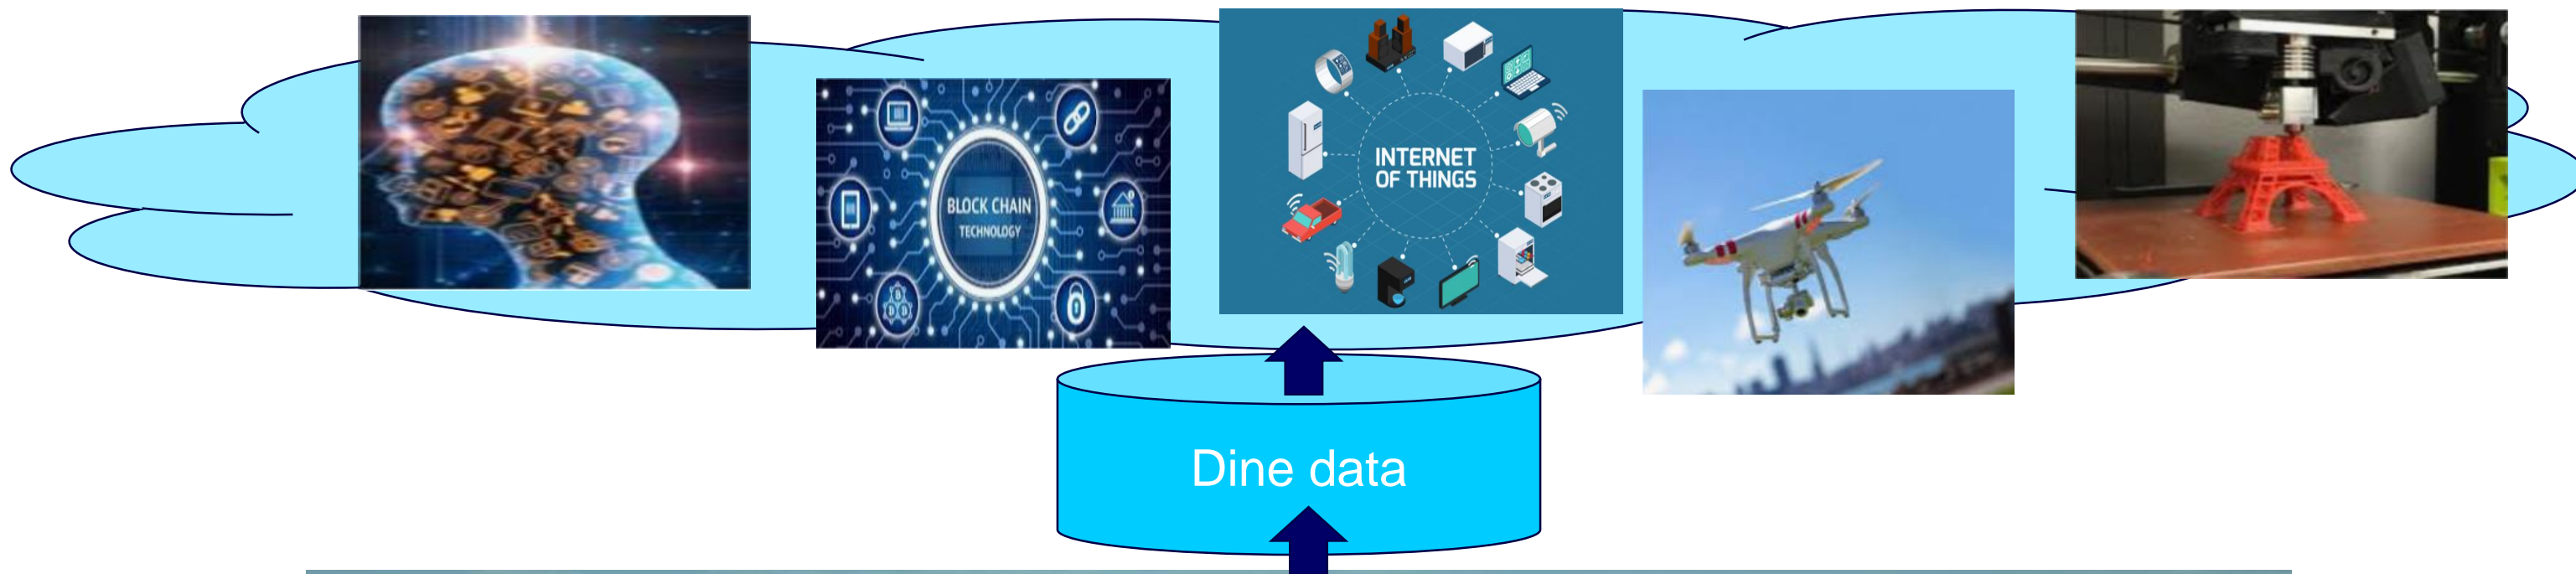 BLOCK CHAIN
TECHNOLOGY
INTERNET
OF THINGS
Dine data